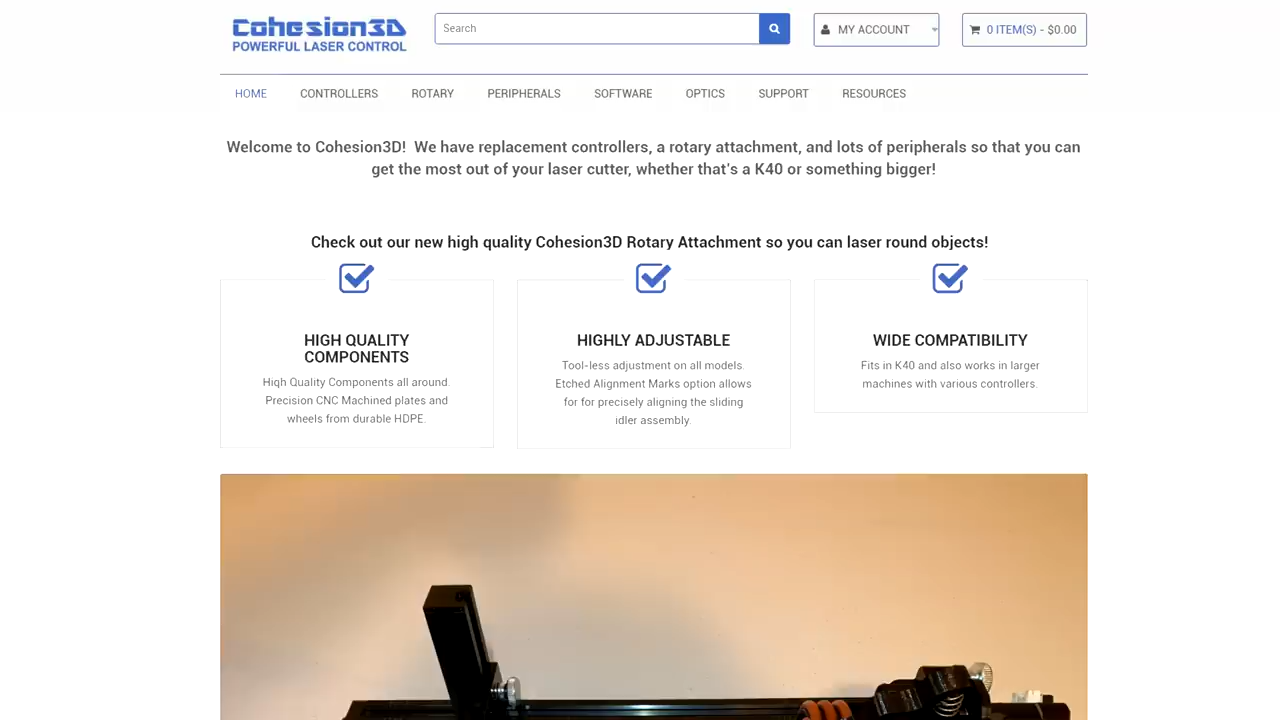 Cohesion3D
POWERFUL LASER CONTROL
Search
MY ACCOUNT
0 ITEM(S) - $0.00
HOME
CONTROLLERS
ROTARY
PERIPHERALS
SOFTWARE
OPTICS
SUPPORT
RESOURCES
Welcome to Cohesion3D! We have replacement controllers, a rotary attachment, and lots of peripherals so that you can
get the most out of your laser cutter, whether that's a K40 or something bigger!
Check out our new high quality Cohesion3D Rotary Attachment so you can laser round objects!
HIGH QUALITY
COMPONENTS
High Quality Components all around.
Precision CNC Machined plates and
wheels from durable HDPE.
HIGHLY ADJUSTABLE
Tool-less adjustment on all models.
Etched Alignment Marks option allows
for for precisely aligning the sliding
idler assembly.
WIDE COMPATIBILITY
Fits in K40 and also works in larger
machines with various controllers.